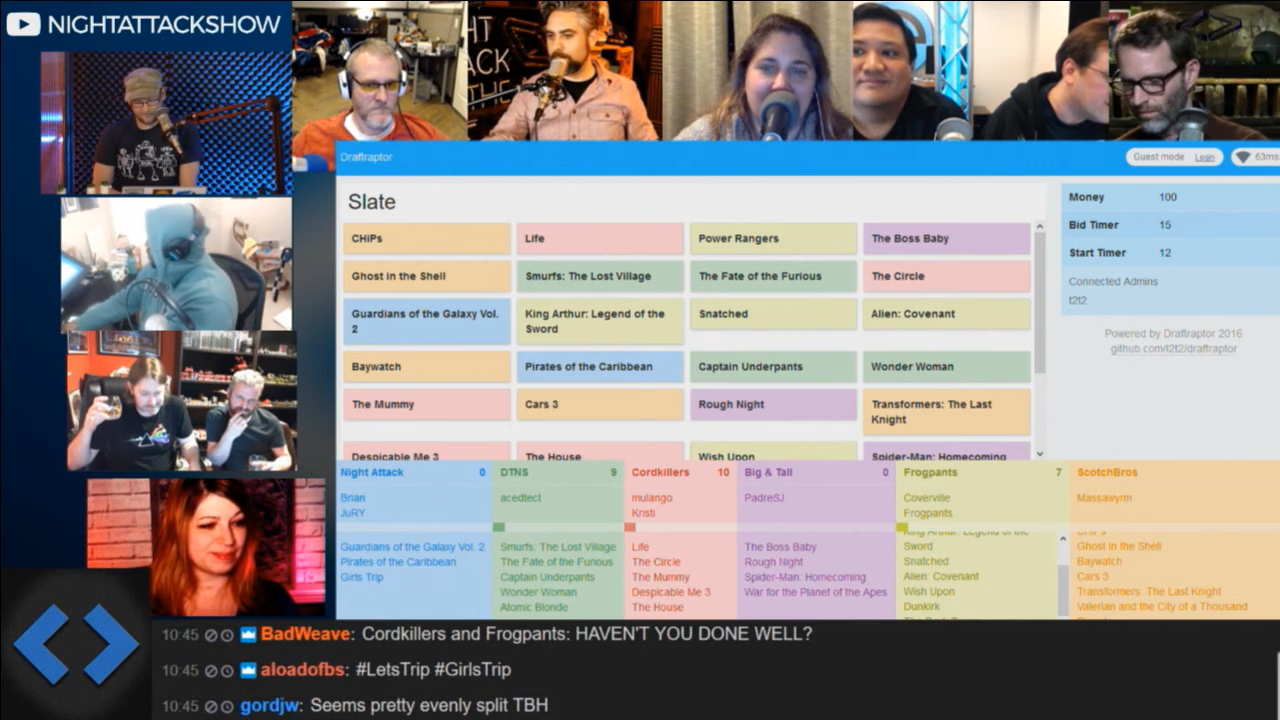 NIGHTATTACKSHOW
Draftraptor
Guest mode Login
63ms
Slate
CHiPs
Life
Power Rangers
The Boss Baby
Ghost in the Shell
Smurfs: The Lost Village
The Fate of the Furious
The Circle
Guardians of the Galaxy Vol.
2
King Arthur: Legend of the
Sword
Snatched
Alien: Covenant
Baywatch
Pirates of the Caribbean
Captain Underpants
Wonder Woman
The Mummy
Cars 3
Rough Night
Transformers: The Last
Knight
Despicable Me 3
The House
Wish Upon
Spider-Man: Homecoming
Money 100
Bid Timer 15
Start Timer 12
Connected Admins
t2t2
Powered by Draftraptor 2016
github.com/t2t2/draftraptor
Night Attack 0
Brian
JuRY
Guardians of the Galaxy Vol. 2
Pirates of the Caribbean
Girls Trip
DTNS 9
acedtect
Smurfs: The Lost Village
The Fate of the Furious
Captain Underpants
Wonder Woman
Atomic Blonde
Cordkillers 10
mulango
Kristi
Life
The Circle
The Mummy
Despicable Me 3
The House
Big & Tall 0
PadreSJ
The Boss Baby
Rough Night
Spider-Man: Homecoming
War for the Planet of the Apes
Frogpants 7
Coverville
Frogpants
King Arthur: Legend of the
Sword
Snatched
Alien: Covenant
Wish Upon
Dunkirk
ScotchBros
Massawyrm
Ghost in the Shell
Baywatch
Cars 3
Transformers: The Last Knight
Valerian and the City of a Thousand
10:45 BadWeave: Cordkillers and Frogpants: HAVEN'T YOU DONE WELL?
10:45 aloadofbs: #LetsTrip #GirlsTrip
10:45 gordjw: Seems pretty evenly split TBH